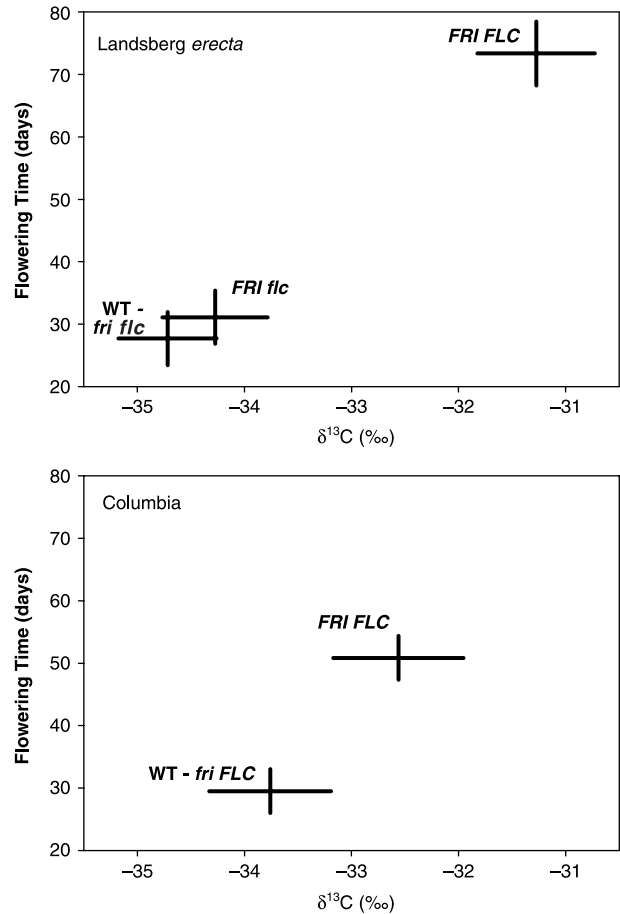 80
70
60
50
40
30
20
Flowering Time (days)
Landsberg erecta
FRI FLC
FRI flc
WT -
fri flc
–35
–34
–33
–32
–31
δ¹³C (‰)
80
70
60
50
40
30
20
Flowering Time (days)
Columbia
FRI FLC
WT - fri FLC
–35
–34
–33
–32
–31
δ¹³C (‰)